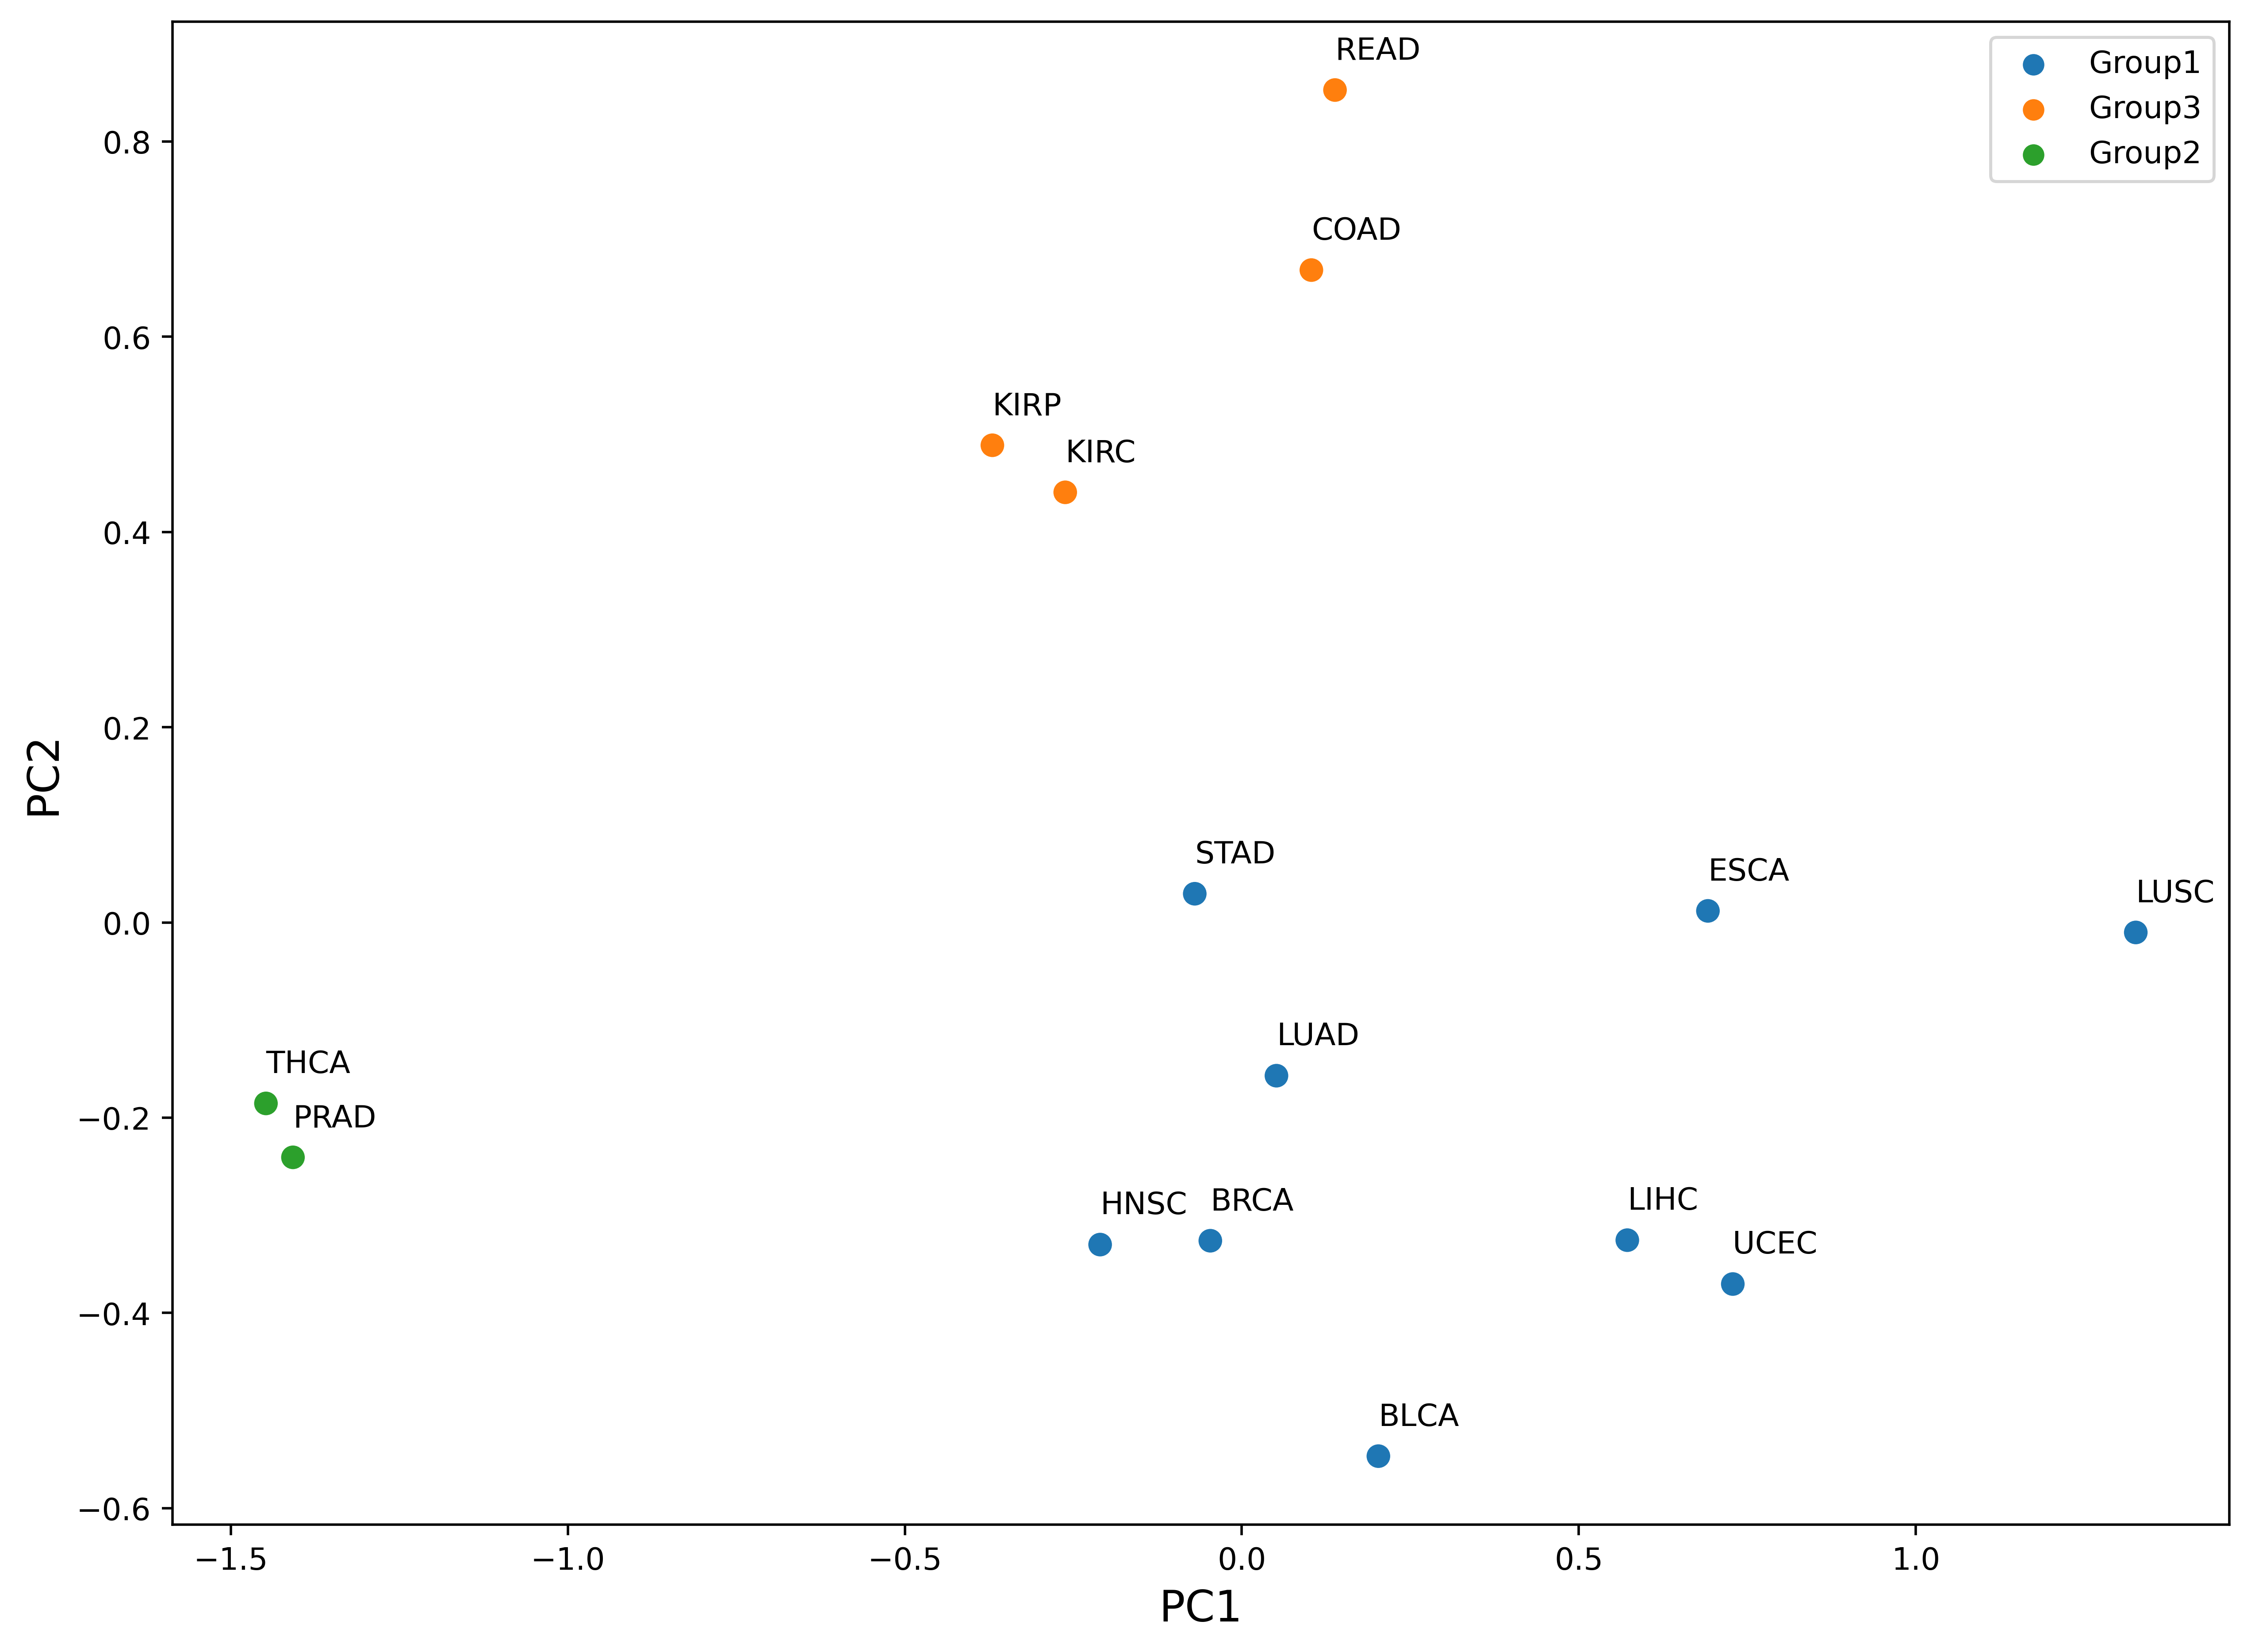 READ
Group1
Group3
Group2
0.8
COAD
0.6
KIRP
KIRC
0.4
0.2
PC2
STAD
ESCA
LUSC
0.0
LUAD
THCA
PRAD
−0.2
HNSC
BRCA
LIHC
UCEC
−0.4
BLCA
−0.6
−1.5 −1.0 −0.5 0.0 0.5 1.0
PC1